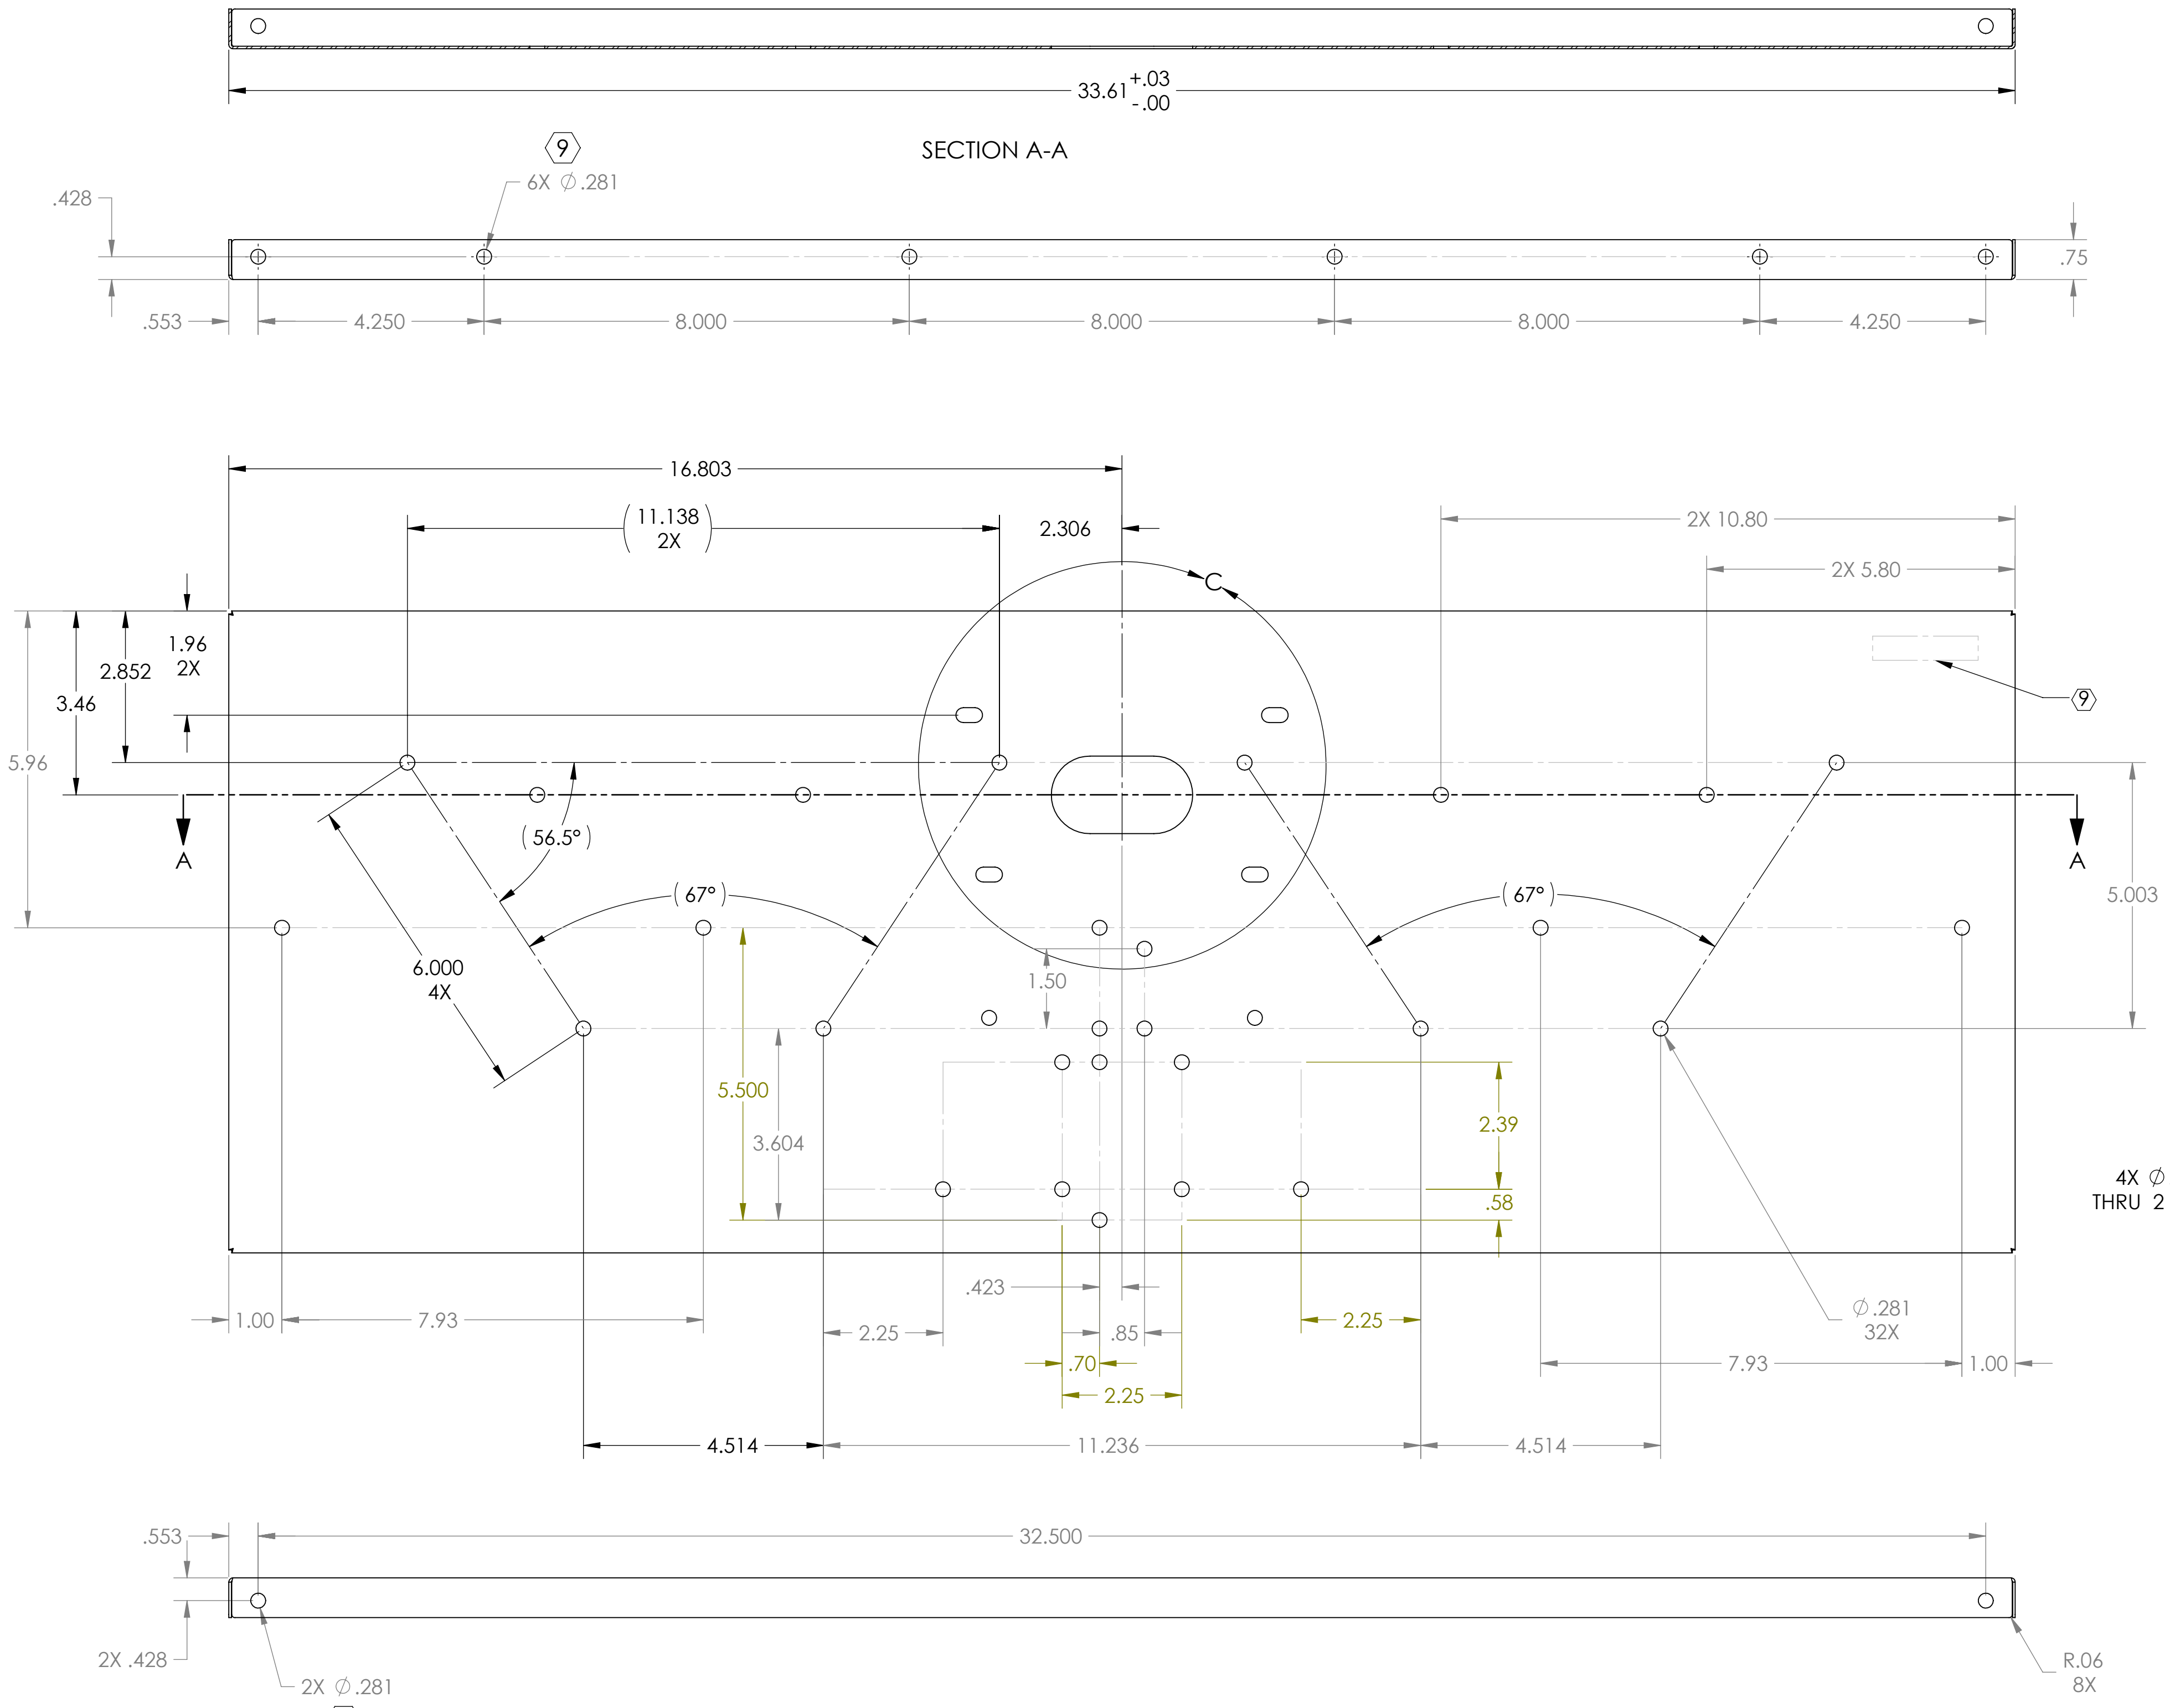 33.61 +.03
-.00
SECTION A-A
9
6X ∅.281
.428
.75
.553
4.250
8.000
8.000
8.000
4.250
16.803
(11.138)
2X
2.306
2X 10.80
2X 5.80
C
1.96
2X
2.852
3.46
5.96
9
(56.5°)
A
A
(67°)
(67°)
5.003
6.000
4X
1.50
5.500
3.604
2.39
.58
4X ∅
THRU 2
.423
1.00
7.93
2.25
.85
2.25
∅.281
32X
.70
7.93
1.00
2.25
4.514
11.236
4.514
.553
32.500
2X .428
2X ∅.281
R.06
8X